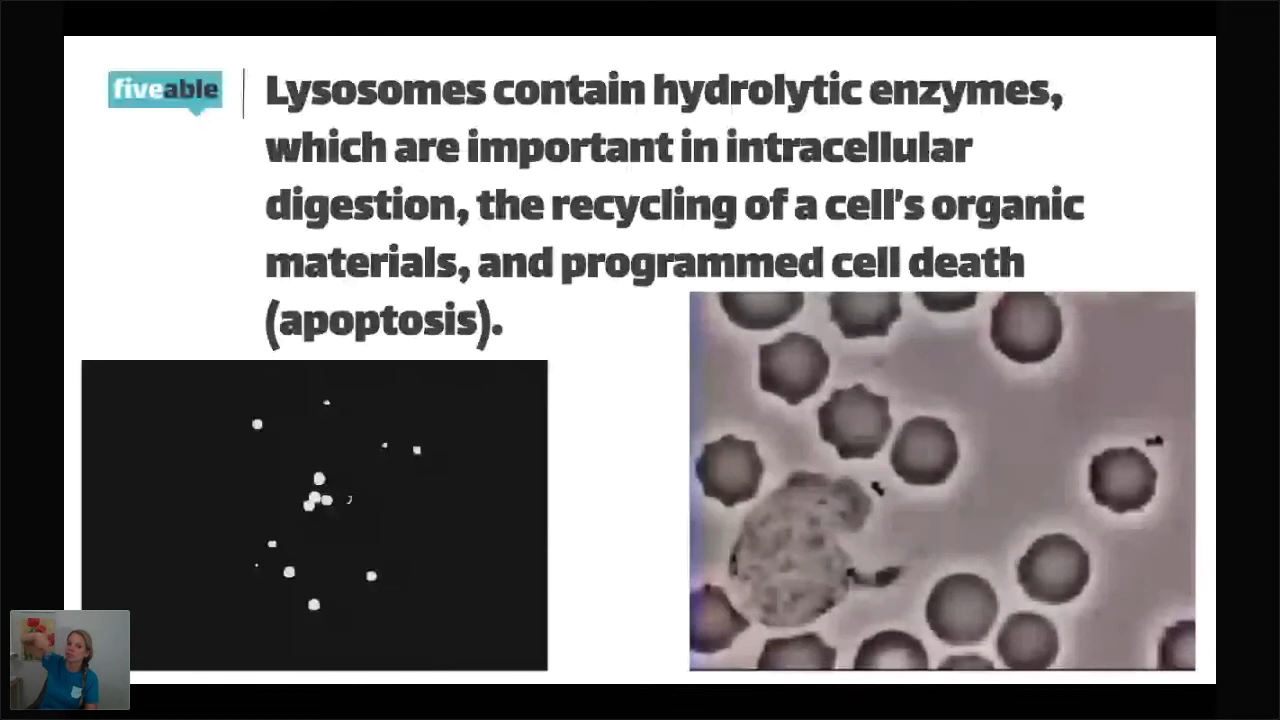 fiveable
Lysosomes contain hydrolytic enzymes,
which are important in intracellular
digestion, the recycling of a cell's organic
materials, and programmed cell death
(apoptosis).